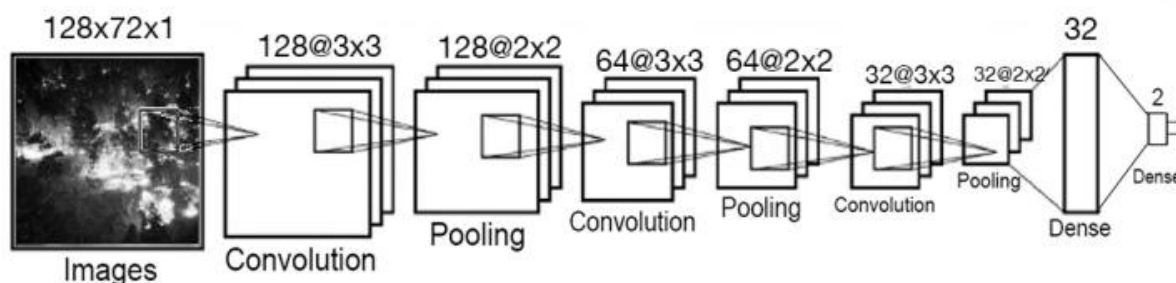 128x72x1
Images
128@3x3
Convolution
128@2x2
Pooling
64@3x3
Convolution
64@2x2
Pooling
32@3x3
Convolution
32@2x2
Pooling
32
Dense
2
Dense